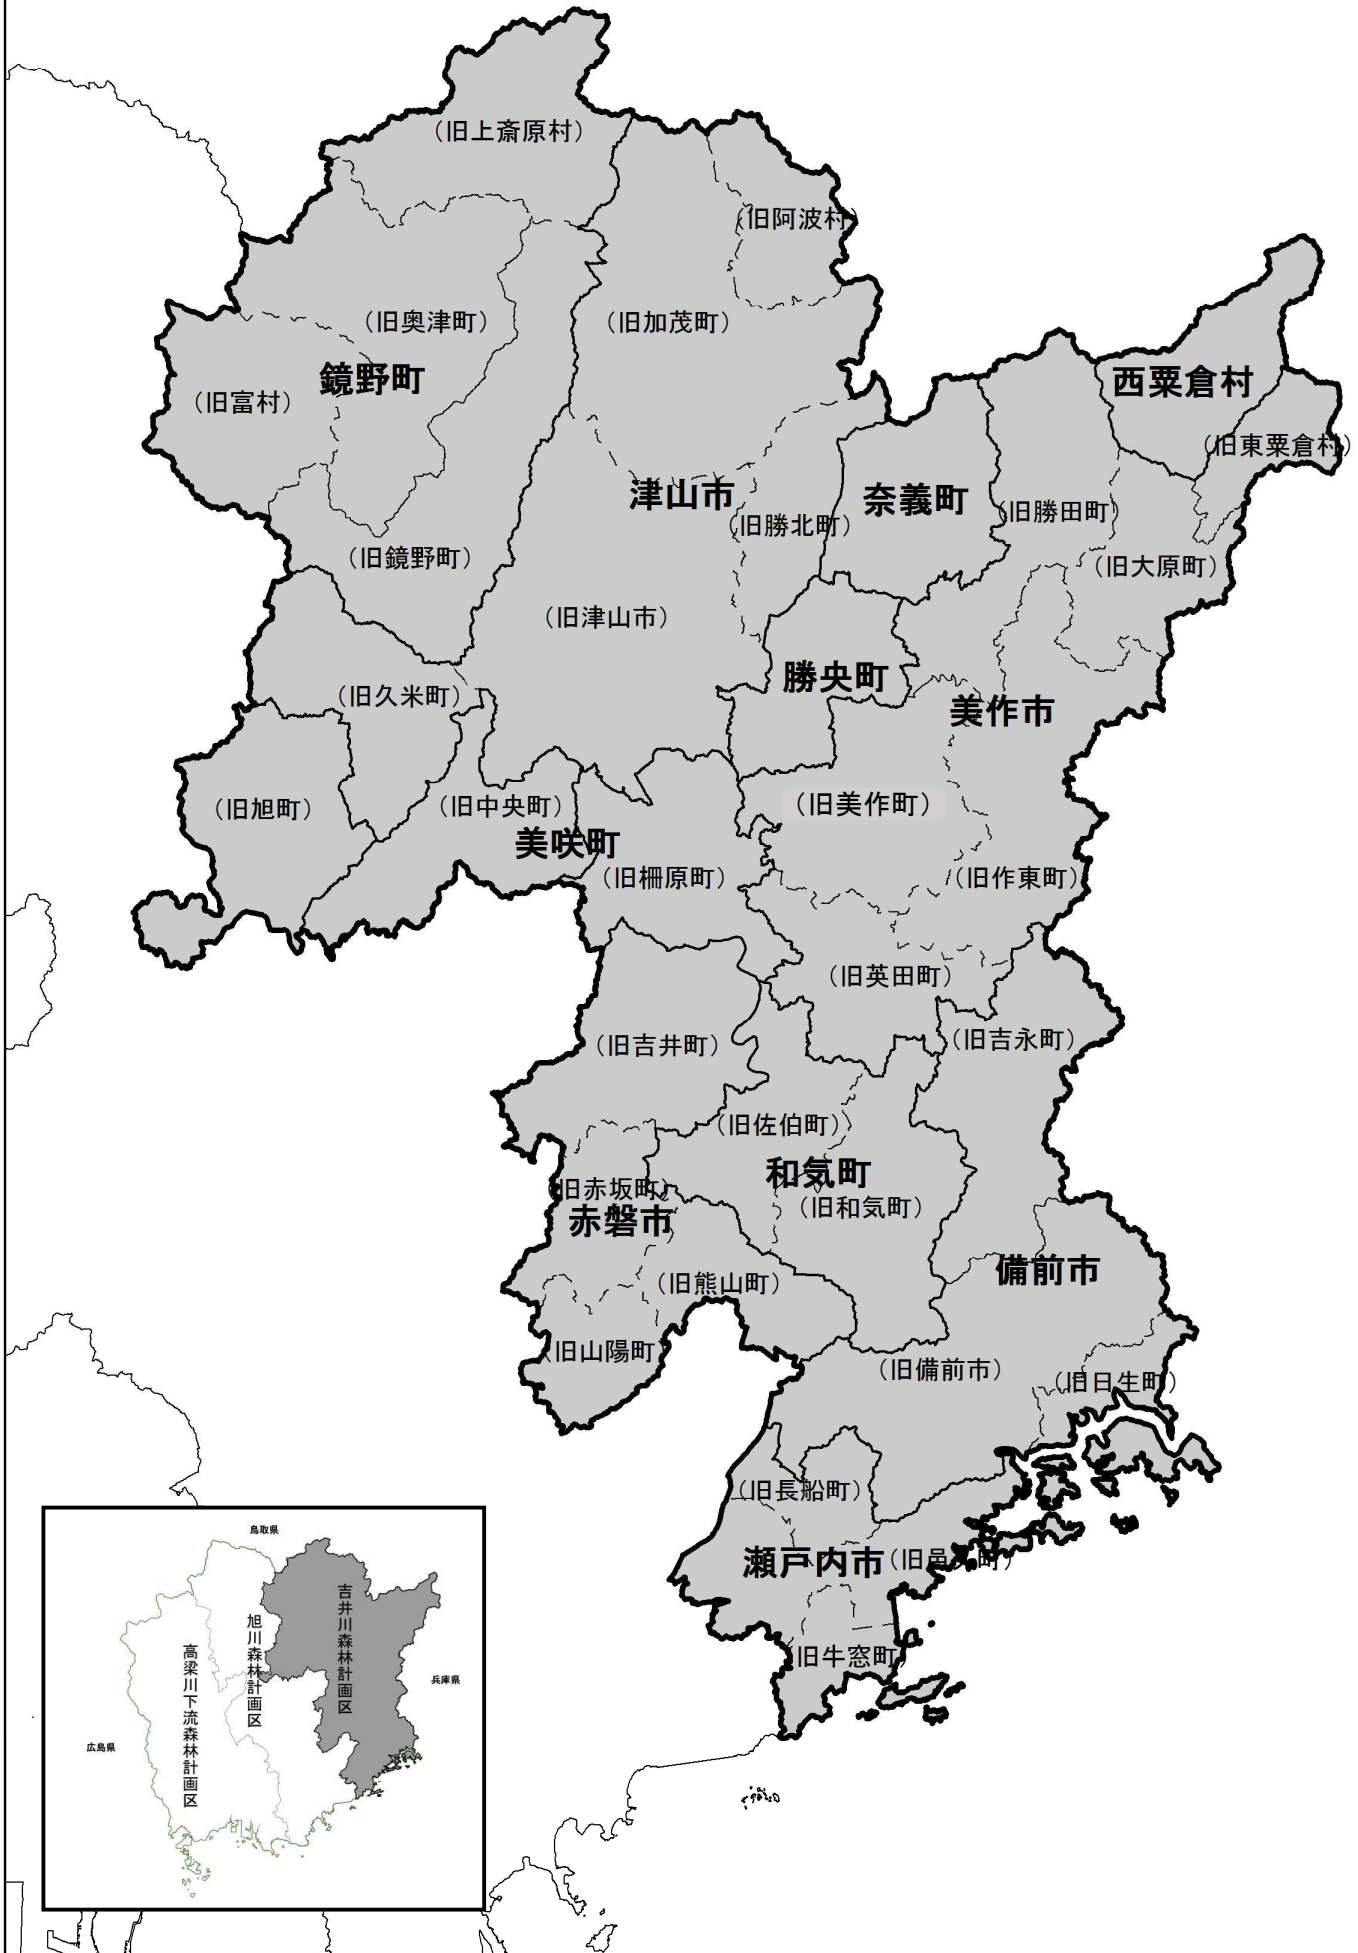 (旧上斎原村)
(旧阿波村)
(旧奥津町)
(旧加茂町)
鏡野町
西粟倉村
(旧富村)
(旧東粟倉村)
津山市
奈義町
(旧勝田町)
(旧勝北町)
(旧鏡野町)
(旧大原町)
(旧津山市)
勝央町
(旧久米町)
美作市
(旧旭町)
(旧中央町)
(旧美作町)
美咲町
(旧柵原町)
(旧作東町)
(旧英田町)
(旧吉井町)
(旧吉永町)
(旧佐伯町)
和気町
(旧赤坂町)
(旧和気町)
赤磐市
備前市
(旧熊山町)
(旧山陽町)
(旧備前市)
(旧日生町)
(旧長船町)
瀬戸内市
(旧邑久町)
(旧牛窓町)
鳥取県
吉井川森林計画区
旭川森林計画区
高梁川下流森林計画区
兵庫県
広島県